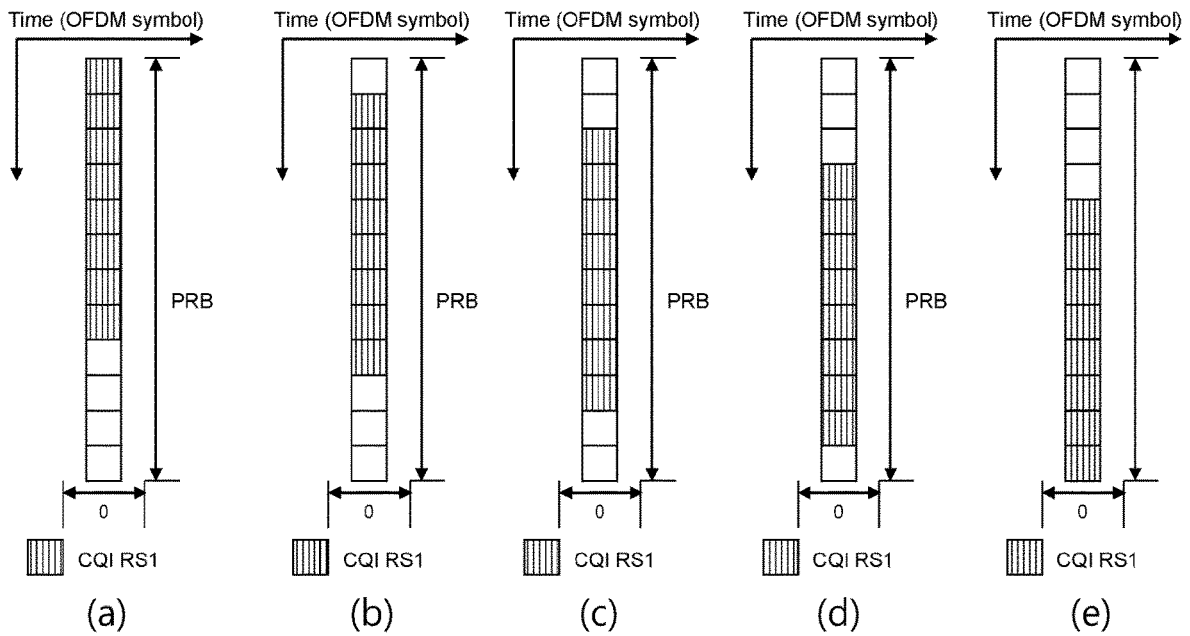 Time (OFDM symbol) Time (OFDM symbol) Time (OFDM symbol) Time (OFDM symbol) Time (OFDM symbol)
PRB PRB PRB PRB
0 0 0 0 0
CQI RS1 CQI RS1 CQI RS1 CQI RS1 CQI RS1
(a) (b) (c) (d) (e)